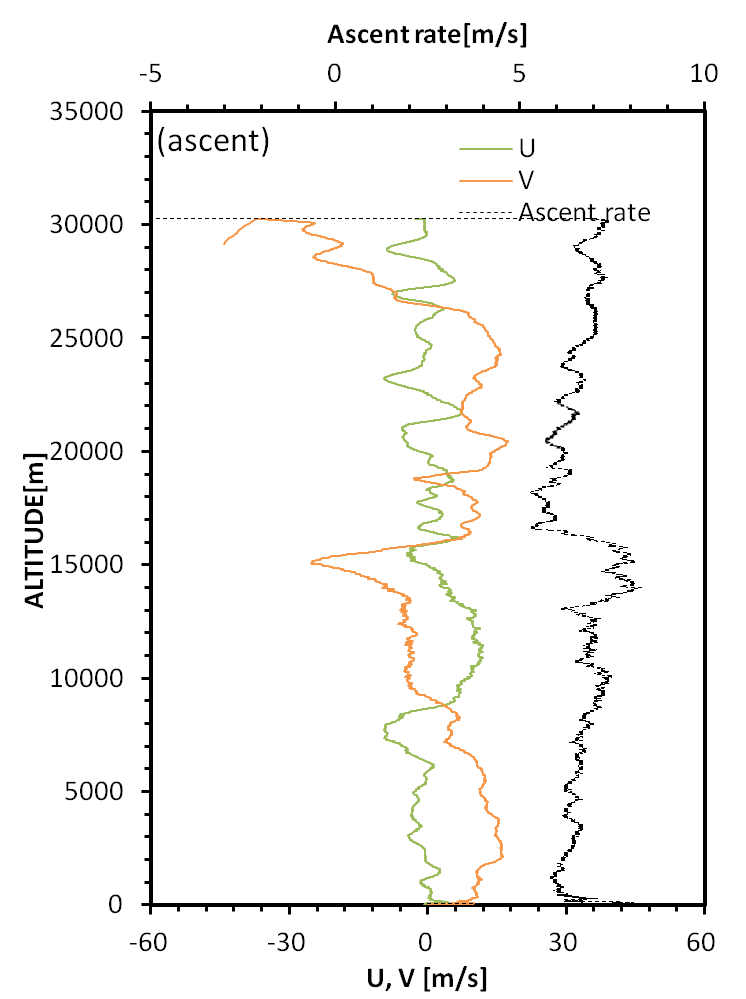 Ascent rate[m/s]
-5 0 5 10
35000
(ascent)
U
V
Ascent rate
30000
25000
20000
15000
10000
5000
0
ALTITUDE[m]
-60 -30 0 30 60
U, V [m/s]